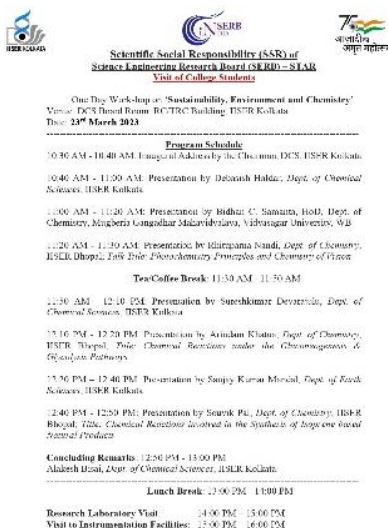 IISER KOLKATA
SERB
Scientific Social Responsibility (SSR) of
Science Engineering Research Board (SERB) – STAR
Visit of College Students
One Day Workshop on 'Sustainability, Environment and Chemistry'
Venue: DCS Board Room, RC/TRC Building, IISER Kolkata
Date: 23rd March 2023
Program Schedule
10:30 AM - 10:40 AM: Inaugural Address by the Chairman, DCS, IISER Kolkata
10:40 AM - 11:00 AM: Presentation by Debasish Haldar, Dept. of Chemical
Sciences, IISER Kolkata
11:00 AM - 11:20 AM: Presentation by Bidhan C. Samanta, HoD, Dept. of
Chemistry, Mugberia Gangadhar Mahavidyalaya, Vidyasagar University, WB
11:20 AM - 11:30 AM: Presentation by Rhitoparna Nandi, Dept. of Chemistry,
IISER Bhopal; Talk Title: Photochemistry Principles and Chemistry of Vision
Tea/Coffee Break: 11:30 AM - 11:50 AM
11:50 AM - 12:10 PM: Presentation by Sureshkumar Devarajulu, Dept. of
Chemical Sciences, IISER Kolkata
12:10 PM - 12:20 PM: Presentation by Arindam Khatua, Dept. of Chemistry,
IISER Bhopal, Title: Chemical Reactions under the Gluconeogenesis &
Glycolysis Pathways
12:20 PM – 12:40 PM: Presentation by Sanjay Kumar Mandal, Dept. of Earth
Sciences, IISER Kolkata
12:40 PM - 12:50 PM: Presentation by Souvik Pal, Dept. of Chemistry, IISER
Bhopal; Title: Chemical Reactions involved in the Synthesis of Isoprene based
Natural Products
Concluding Remarks: 12:50 PM - 13:00 PM
Alakesh Bisai, Dept. of Chemical Sciences, IISER Kolkata
Lunch Break: 13:00 PM - 14:00 PM
Research Laboratory Visit 14:00 PM – 15:00 PM
Visit to Instrumentation Facilities: 15:00 PM - 16:00 PM